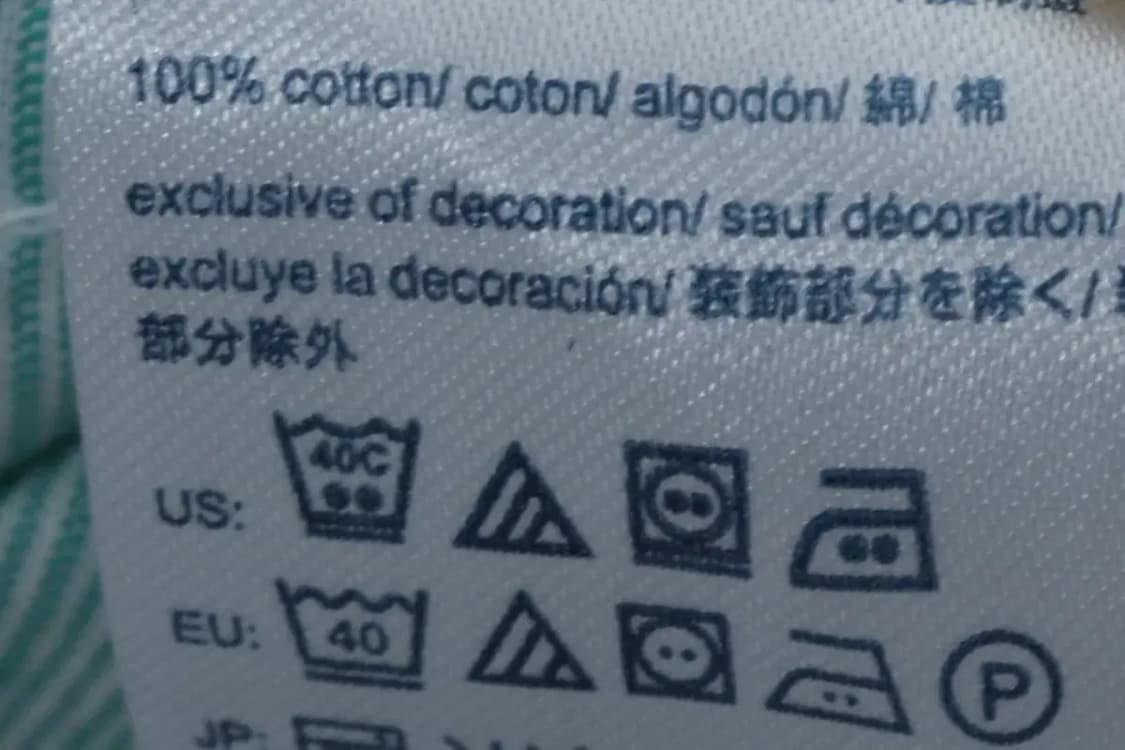 100% cotton/ coton/ algodón/ 綿/ 棉
exclusive of decoration/ sauf décoration/
excluye la decoración/ 装飾部分を除く/
部分除外
US: 40C
EU: 40 P
JP: